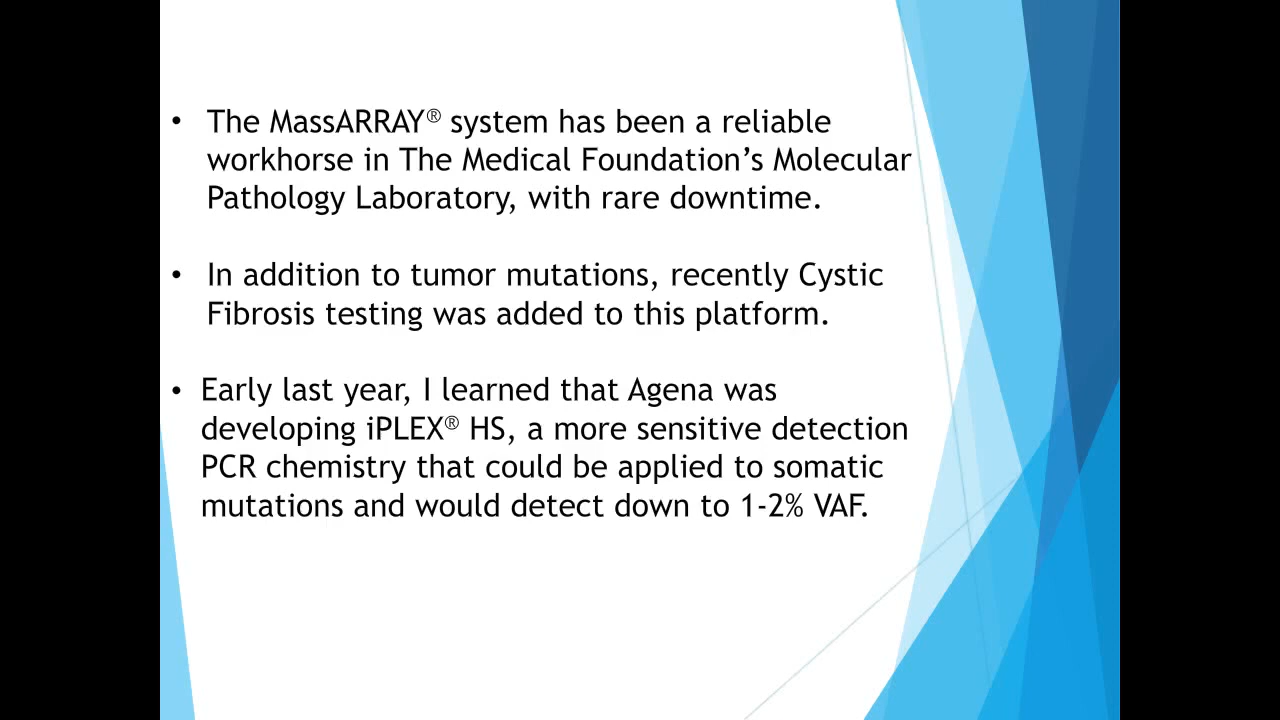 • The MassARRAY® system has been a reliable
workhorse in The Medical Foundation’s Molecular
Pathology Laboratory, with rare downtime.
• In addition to tumor mutations, recently Cystic
Fibrosis testing was added to this platform.
• Early last year, I learned that Agena was
developing iPLEX® HS, a more sensitive detection
PCR chemistry that could be applied to somatic
mutations and would detect down to 1-2% VAF.